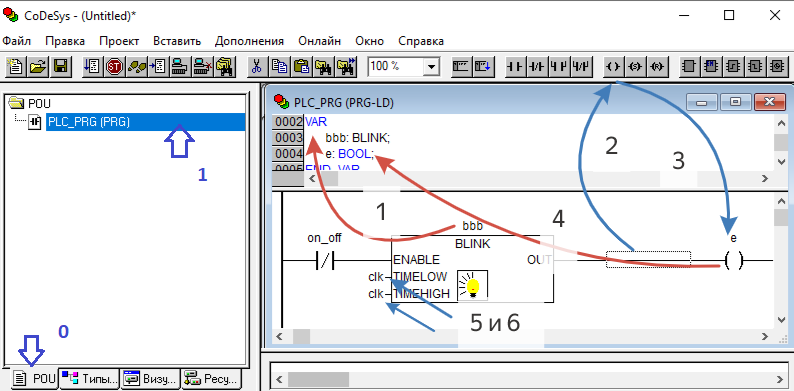 CoDeSys - (Untitled)*
Файл Правка Проект Вставить Дополнения Онлайн Окно Справка
100 %
POU
PLC_PRG (PRG)
1
0
POU Типы... Визу... Ресу...
PLC_PRG (PRG-LD)
0002 VAR
0003 bbb: BLINK;
0004 e: BOOL;
0005 END_VAR
2
3
1
4
bbb
e
on_off
BLINK
ENABLE OUT
clk TIMELOW
clk TIMEHIGH
5 и 6